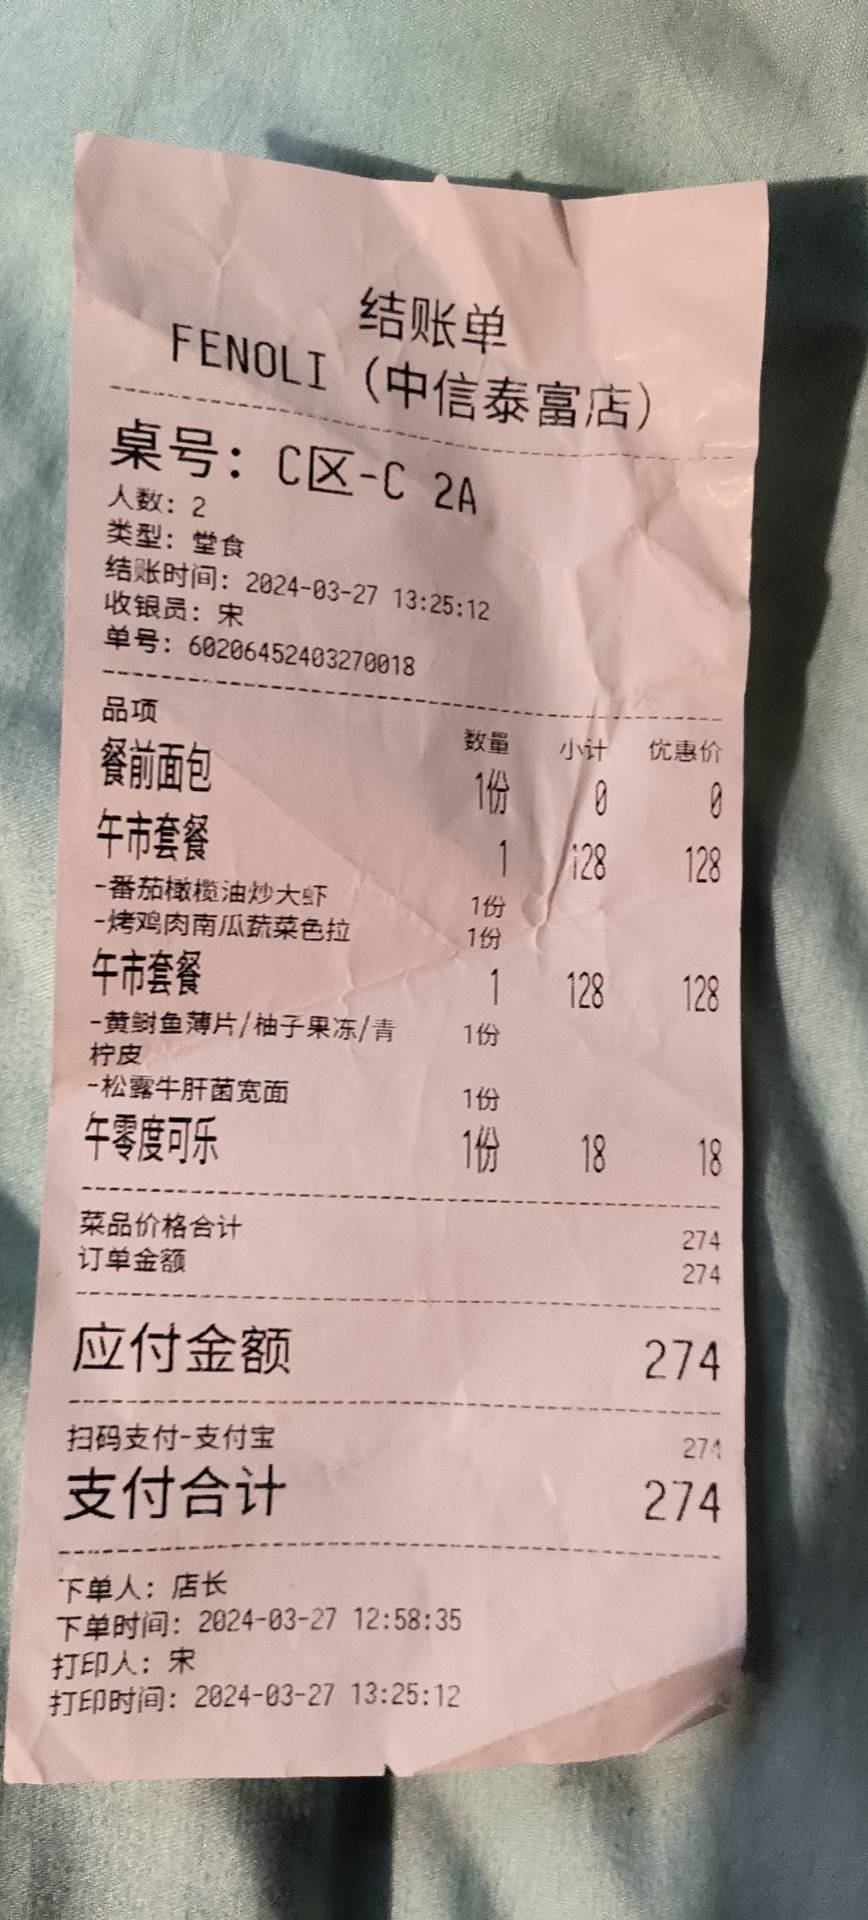 结账单
FENOLI (中信泰富店)
桌号: C区-C 2A
人数: 2
类型: 堂食
结账时间: 2024-03-27 13:25:12
收银员: 宋
单号: 602064524032700​18
品项 数量 小计 优惠价
餐前面包 1份 0 0
午市套餐 1 128 128
-番茄橄榄油炒大虾 1份
-烤鸡肉南瓜蔬菜色拉 1份
午市套餐 1 128 128
-黄鰤鱼薄片/柚子果冻/青 1份
柠皮
-松露牛肝菌宽面 1份
午零度可乐 1份 18 18
菜品价格合计 274
订单金额 274
应付金额 274
扫码支付-支付宝 274
支付合计 274
下单人: 店长
下单时间: 2024-03-27 12:58:35
打印人: 宋
打印时间: 2024-03-27 13:25:12